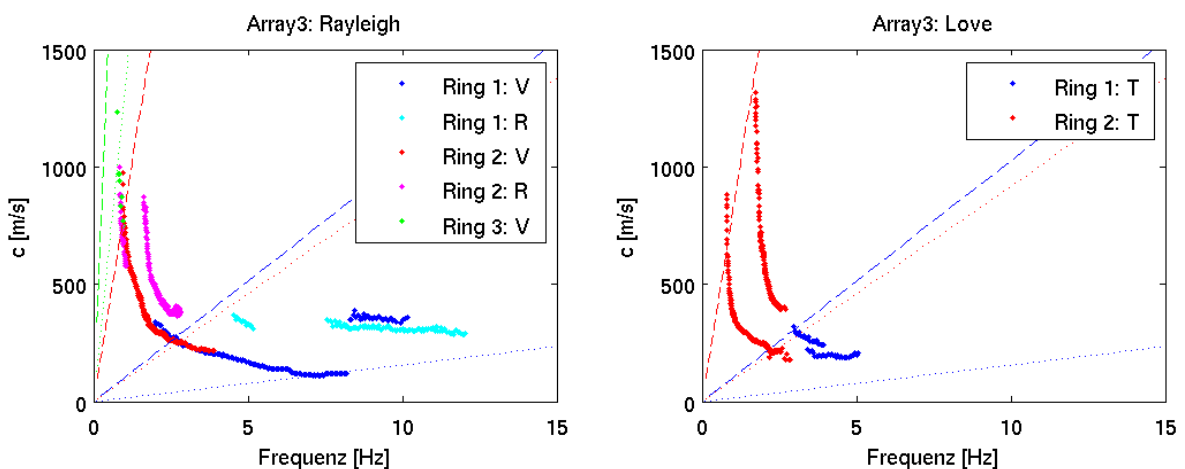 Array3: Rayleigh
1500
1000
500
0
c [m/s]
0
5
10
15
Frequenz [Hz]
Ring 1: V
Ring 1: R
Ring 2: V
Ring 2: R
Ring 3: V
Array3: Love
1500
1000
500
0
c [m/s]
0
5
10
15
Frequenz [Hz]
Ring 1: T
Ring 2: T